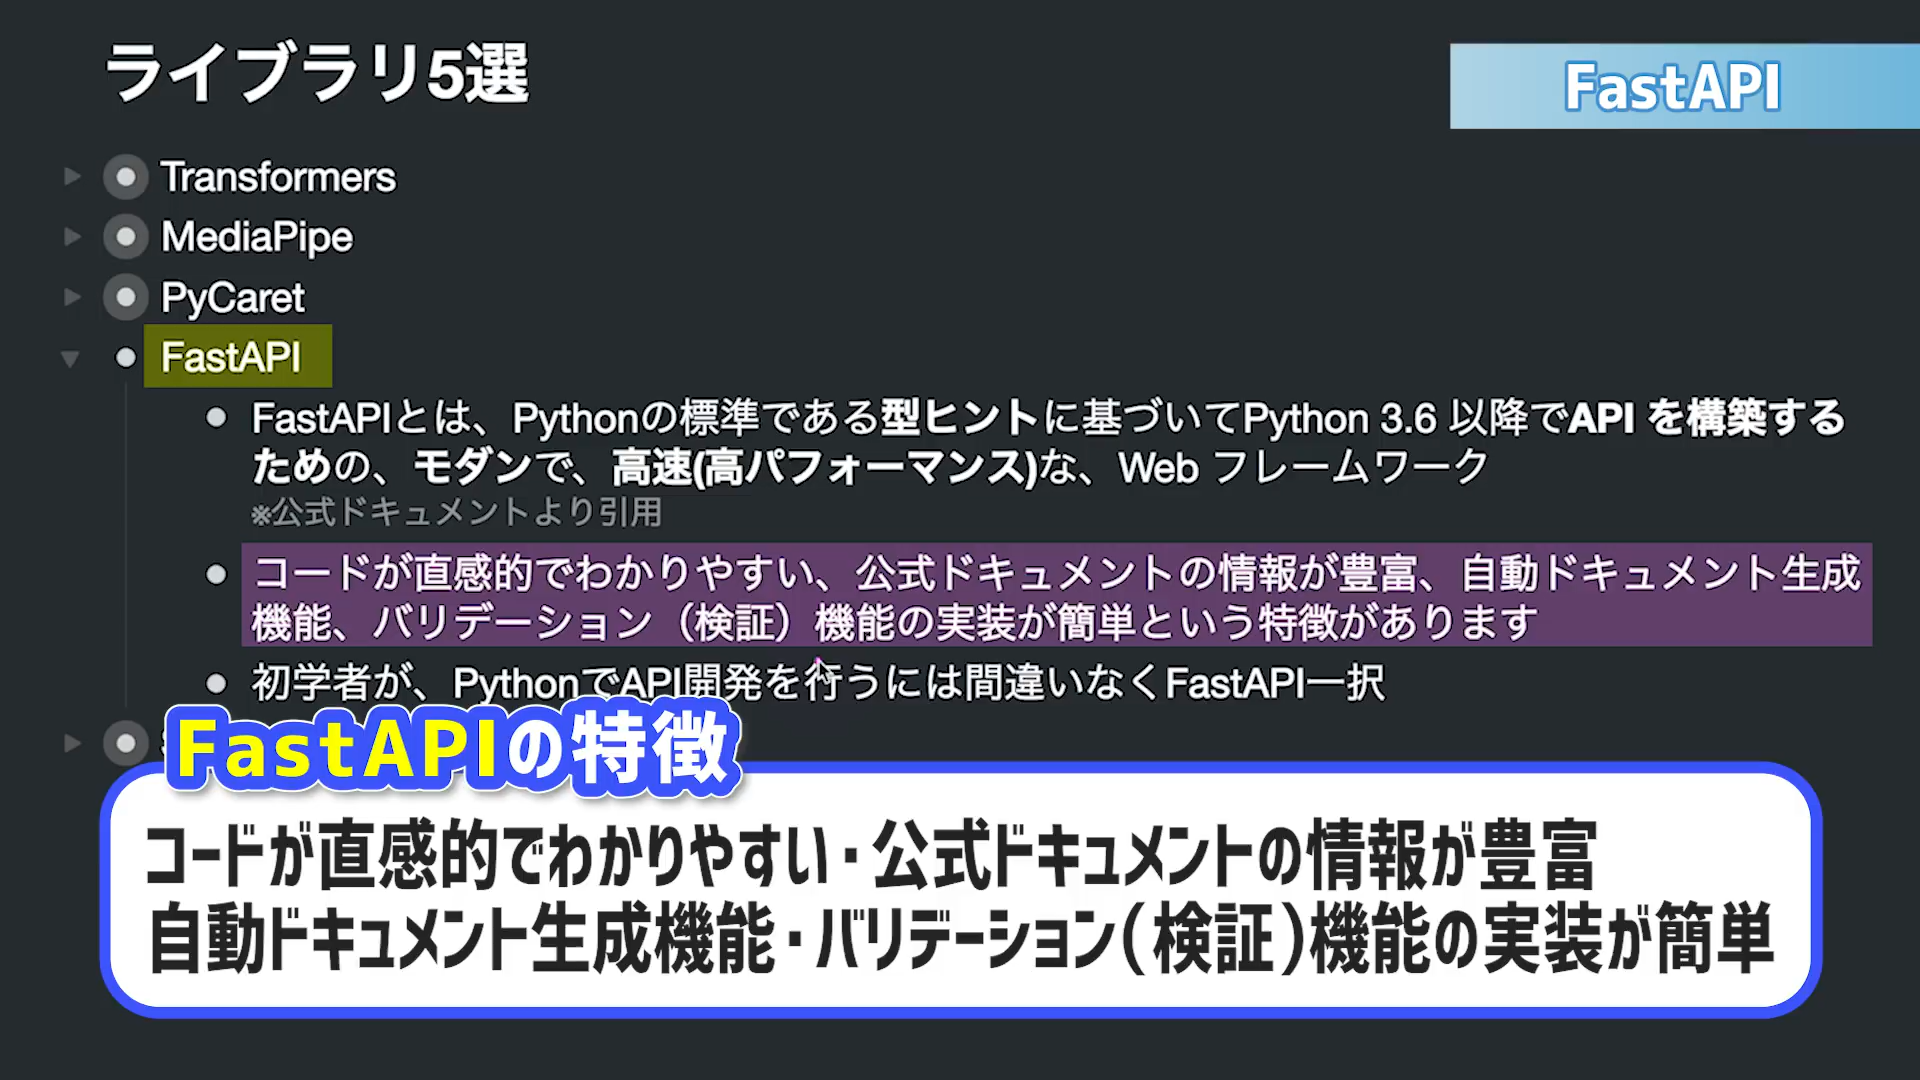 ライブラリ5選
FastAPI
Transformers
MediaPipe
PyCaret
FastAPI
FastAPIとは、Pythonの標準である型ヒントに基づいてPython 3.6 以降でAPI を構築する
ための、モダンで、高速(高パフォーマンス)な、Web フレームワーク
※公式ドキュメントより引用
コードが直感的でわかりやすい、公式ドキュメントの情報が豊富、自動ドキュメント生成
機能、バリデーション（検証）機能の実装が簡単という特徴があります
初学者が、PythonでAPI開発を行うには間違いなくFastAPI一択
FastAPIの特徴
コードが直感的でわかりやすい・公式ドキュメントの情報が豊富
自動ドキュメント生成機能・バリデーション(検証)機能の実装が簡単